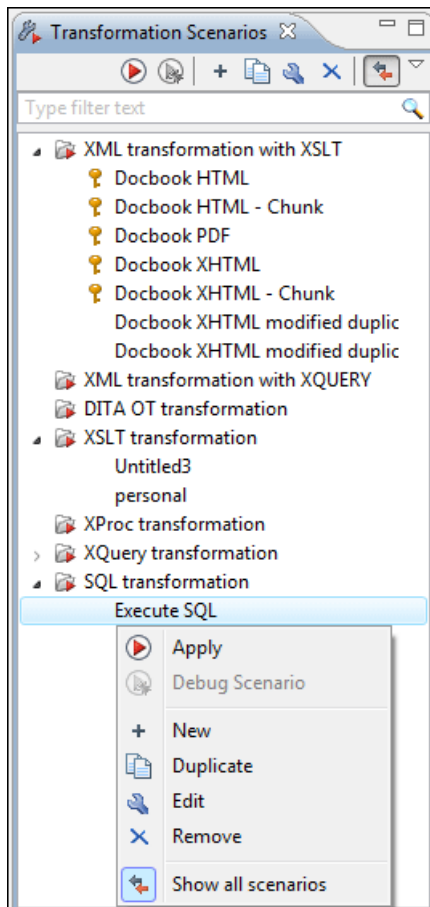 Transformation Scenarios
Type filter text
XML transformation with XSLT
Docbook HTML
Docbook HTML - Chunk
Docbook PDF
Docbook XHTML
Docbook XHTML - Chunk
Docbook XHTML modified duplic
Docbook XHTML modified duplic
XML transformation with XQUERY
DITA OT transformation
XSLT transformation
Untitled3
personal
XProc transformation
XQuery transformation
SQL transformation
Execute SQL
Apply
Debug Scenario
New
Duplicate
Edit
Remove
Show all scenarios